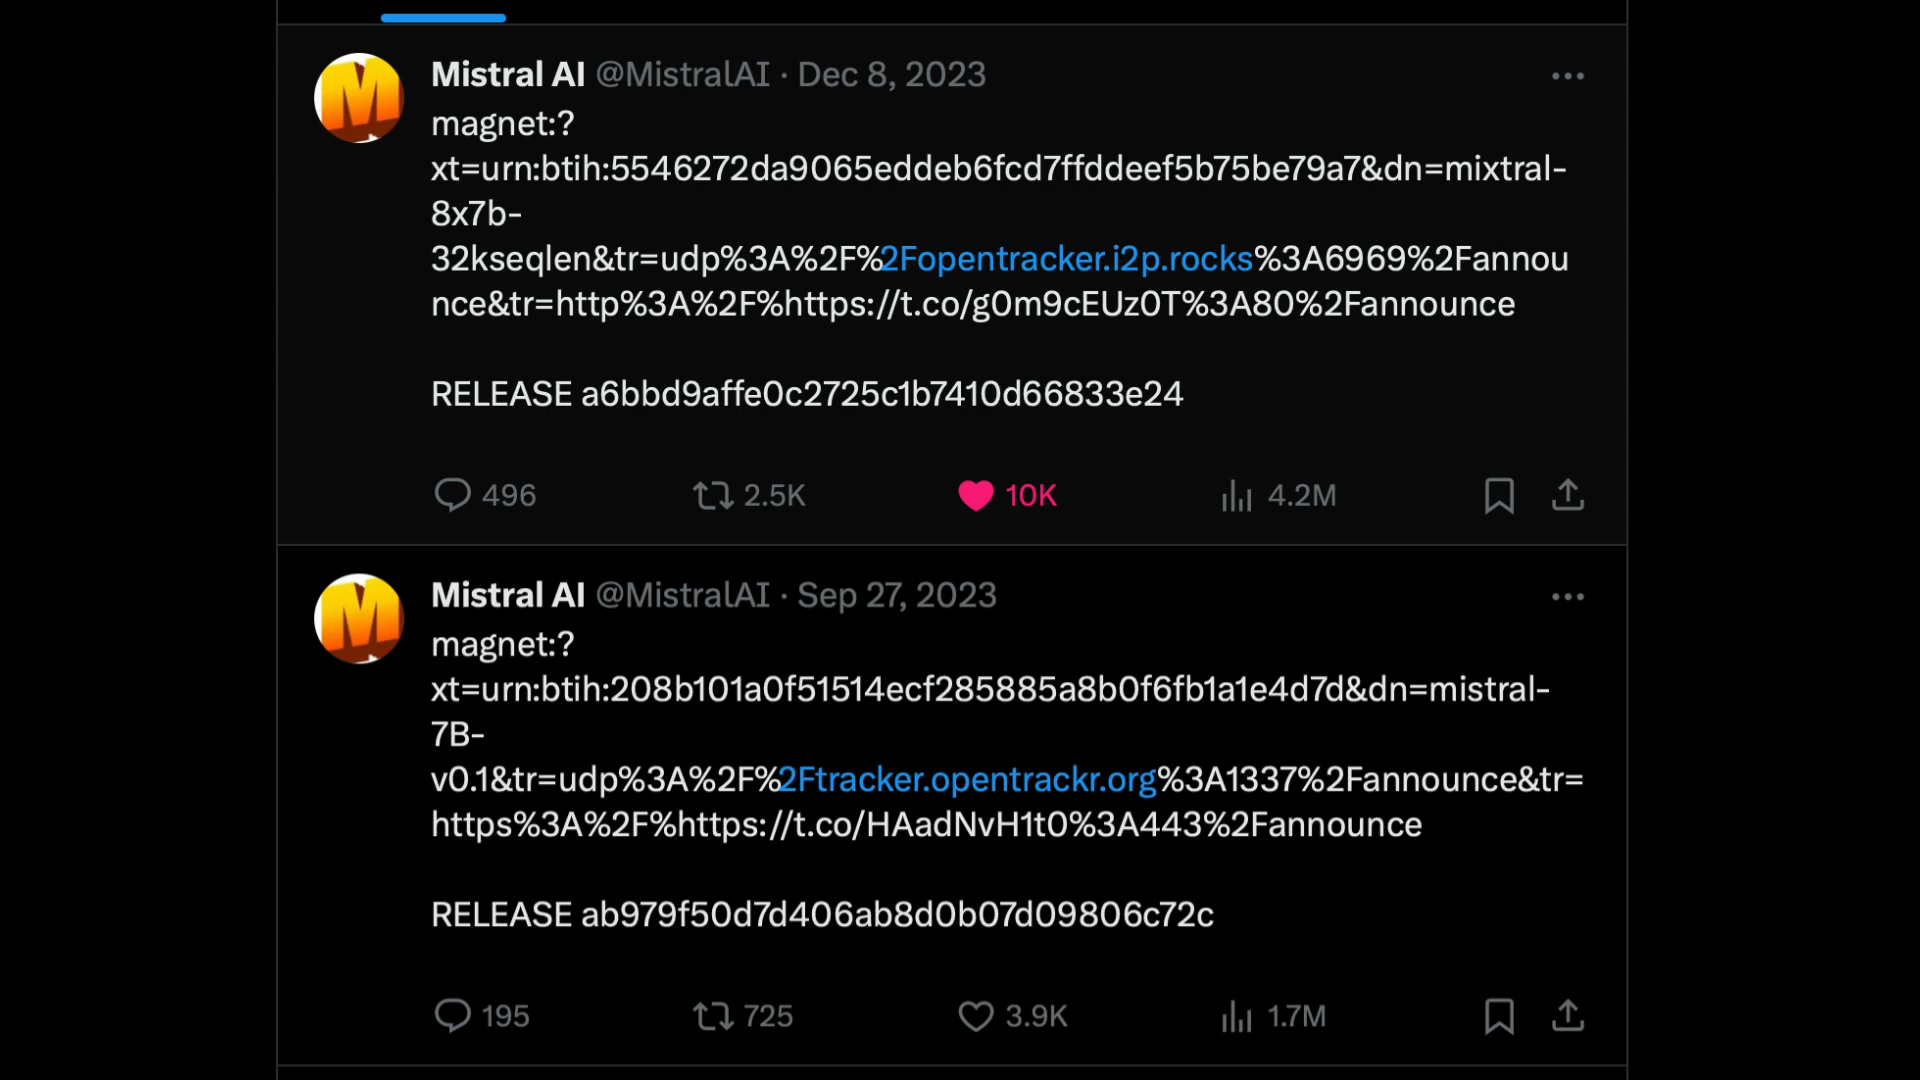 Mistral AI @MistralAI · Dec 8, 2023
magnet:?
xt=urn:btih:5546272da9065eddeb6fcd7ffddeef5b75be79a7&dn=mixtral-
8x7b-
32kseqlen&tr=udp%3A%2F%2Fopentracker.i2p.rocks%3A6969%2Fannou
nce&tr=http%3A%2F%https://t.co/g0m9cEUz0T%3A80%2Fannounce
RELEASE a6bbd9affe0c2725c1b7410d66833e24
496 2.5K 10K 4.2M
Mistral AI @MistralAI · Sep 27, 2023
magnet:?
xt=urn:btih:208b101a0f51514ecf285885a8b0f6fb1a1e4d7d&dn=mistral-
7B-
v0.1&tr=udp%3A%2F%2Ftracker.opentrackr.org%3A1337%2Fannounce&tr=
https%3A%2F%https://t.co/HAadNvH1t0%3A443%2Fannounce
RELEASE ab979f50d7d406ab8d0b07d09806c72c
195 725 3.9K 1.7M